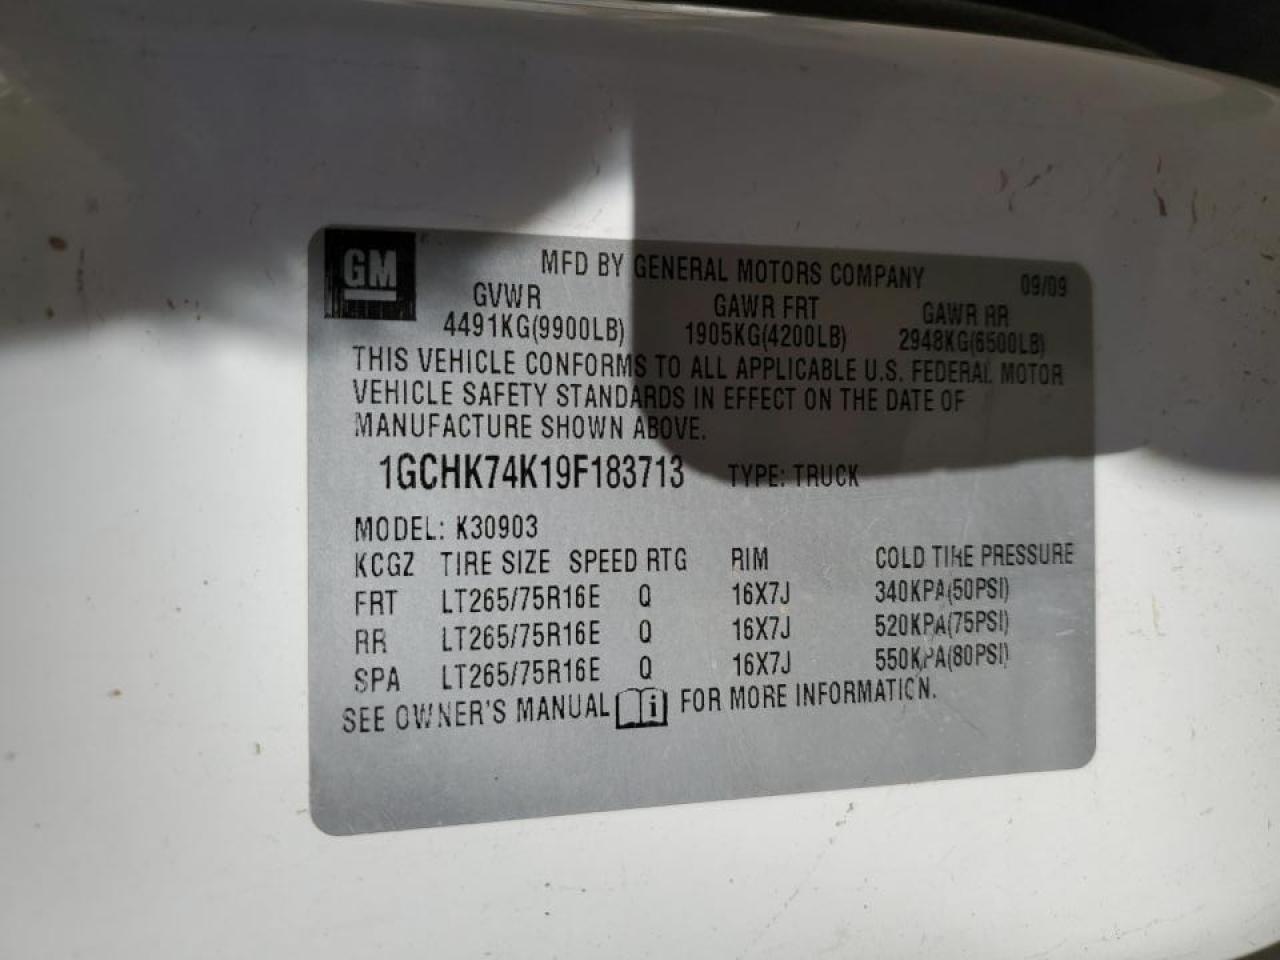 GM
MFD BY GENERAL MOTORS COMPANY 09/09
GVWR GAWR FRT GAWR RR
4491KG(9900LB) 1905KG(4200LB) 2948KG(6500LB)
THIS VEHICLE CONFORMS TO ALL APPLICABLE U.S. FEDERAL MOTOR
VEHICLE SAFETY STANDARDS IN EFFECT ON THE DATE OF
MANUFACTURE SHOWN ABOVE.
1GCHK74K19F183713 TYPE: TRUCK
MODEL: K30903
KCGZ TIRE SIZE SPEED RTG RIM COLD TIRE PRESSURE
FRT LT265/75R16E Q 16X7J 340KPA(50PSI)
RR LT265/75R16E Q 16X7J 520KPA(75PSI)
SPA LT265/75R16E Q 16X7J 550KPA(80PSI)
SEE OWNER'S MANUAL i FOR MORE INFORMATION.